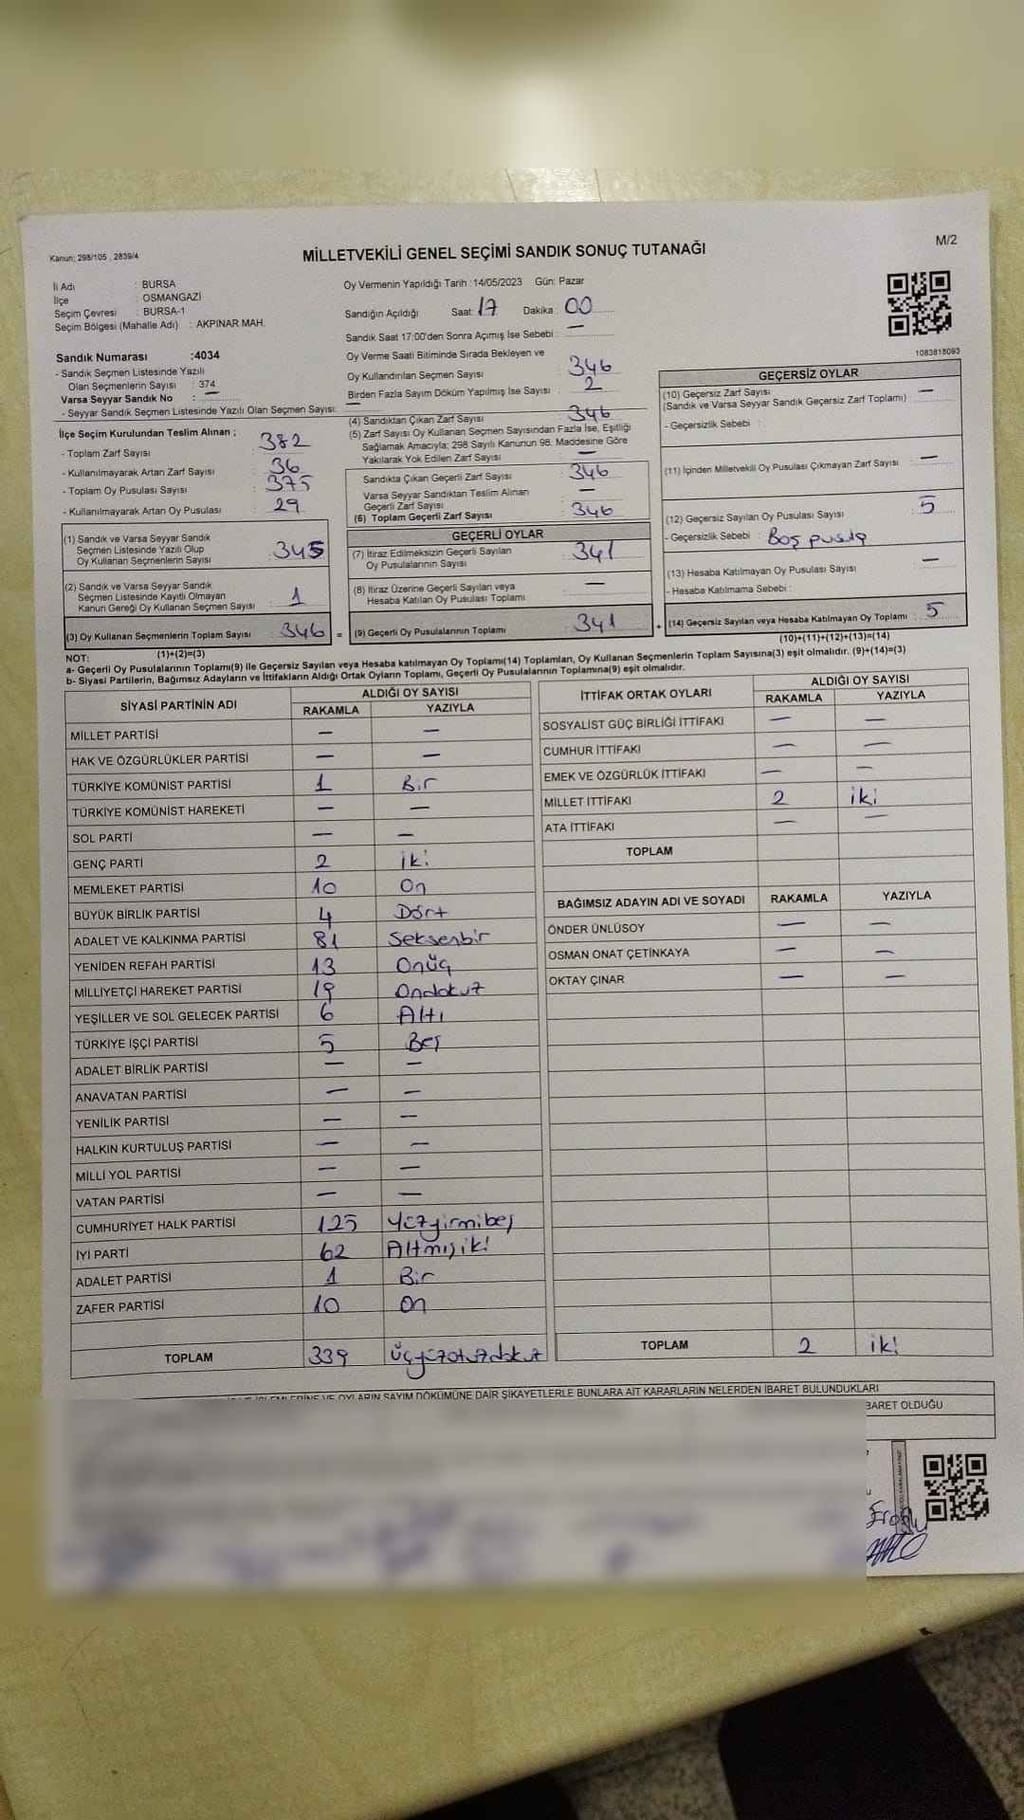 Kanun; 298/105 , 2839/4
MİLLETVEKİLİ GENEL SEÇİMİ SANDIK SONUÇ TUTANAĞI
M/2
İl Adı : BURSA
İlçe : OSMANGAZİ
Seçim Çevresi : BURSA-1
Seçim Bölgesi (Mahalle Adı) : AKPINAR MAH.
Oy Vermenin Yapıldığı Tarih :14/05/2023 Gün: Pazar
Sandığın Açıldığı Saat: 17 Dakika: 00
Sandık Saat 17:00'den Sonra Açımış İse Sebebi : —
Sandık Numarası :4034
- Sandık Seçmen Listesinde Yazılı
Olan Seçmenlerin Sayısı : 374
Varsa Seyyar Sandık No : —
- Seyyar Sandık Seçmen Listesinde Yazılı Olan Seçmen Sayısı: —
Oy Verme Saati Bitiminde Sırada Bekleyen ve
Oy Kullandırılan Seçmen Sayısı : 346
Birden Fazla Sayım Döküm Yapılmış İse Sayısı : 2
1083818093
İlçe Seçim Kurulundan Teslim Alınan ;
- Toplam Zarf Sayısı : 382
- Kullanılmayarak Artan Zarf Sayısı : 36
- Toplam Oy Pusulası Sayısı : 375
- Kullanılmayarak Artan Oy Pusulası : 29
(4) Sandıktan Çıkan Zarf Sayısı : 346
(5) Zarf Sayısı Oy Kullanan Seçmen Sayısından Fazla İse, Eşitliği
Sağlamak Amacıyla; 298 Sayılı Kanunun 98. Maddesine Göre
Yakılarak Yok Edilen Zarf Sayısı : —
Sandıkta Çıkan Geçerli Zarf Sayısı : 346
Varsa Seyyar Sandıktan Teslim Alınan
Geçerli Zarf Sayısı : —
(6) Toplam Geçerli Zarf Sayısı : 346
GEÇERSİZ OYLAR
(10) Geçersiz Zarf Sayısı : —
(Sandık ve Varsa Seyyar Sandık Geçersiz Zarf Toplamı)
- Geçersizlik Sebebi :
(11) İçinden Milletvekili Oy Pusulası Çıkmayan Zarf Sayısı : —
(12) Geçersiz Sayılan Oy Pusulası Sayısı : 5
- Geçersizlik Sebebi : Boş pusula
(13) Hesaba Katılmayan Oy Pusulası Sayısı : —
- Hesaba Katılmama Sebebi :
(14) Geçersiz Sayılan veya Hesaba Katılmayan Oy Toplamı : 5
(10)+(11)+(12)+(13)=(14)
(1) Sandık ve Varsa Seyyar Sandık
Seçmen Listesinde Yazılı Olup
Oy Kullanan Seçmenlerin Sayısı : 345
(2) Sandık ve Varsa Seyyar Sandık
Seçmen Listesinde Kayıtlı Olmayan
Kanun Gereği Oy Kullanan Seçmen Sayısı : 1
(3) Oy Kullanan Seçmenlerin Toplam Sayısı : 346 =
(1)+(2)=(3)
GEÇERLİ OYLAR
(7) İtiraz Edilmeksizin Geçerli Sayılan
Oy Pusulalarının Sayısı : 341
(8) İtiraz Üzerine Geçerli Sayılan veya
Hesaba Katılan Oy Pusulası Toplamı : —
(9) Geçerli Oy Pusulalarının Toplamı : 341 +
NOT:
a- Geçerli Oy Pusulalarının Toplamı(9) ile Geçersiz Sayılan veya Hesaba katılmayan Oy Toplamı(14) Toplamları, Oy Kullanan Seçmenlerin Toplam Sayısına(3) eşit olmalıdır. (9)+(14)=(3)
b- Siyasi Partilerin, Bağımsız Adayların ve İttifakların Aldığı Ortak Oyların Toplamı, Geçerli Oy Pusulalarının Toplamına(9) eşit olmalıdır.
SİYASİ PARTİNİN ADI ALDIĞI OY SAYISI
RAKAMLA YAZIYLA
MİLLET PARTİSİ — —
HAK VE ÖZGÜRLÜKLER PARTİSİ — —
TÜRKİYE KOMÜNİST PARTİSİ 1 Bir
TÜRKİYE KOMÜNİST HAREKETİ — —
SOL PARTİ — —
GENÇ PARTİ 2 iki
MEMLEKET PARTİSİ 10 On
BÜYÜK BİRLİK PARTİSİ 4 Dört
ADALET VE KALKINMA PARTİSİ 81 Seksenbir
YENİDEN REFAH PARTİSİ 13 Onüç
MİLLİYETÇİ HAREKET PARTİSİ 19 Ondokuz
YEŞİLLER VE SOL GELECEK PARTİSİ 6 Altı
TÜRKİYE İŞÇİ PARTİSİ 5 Beş
ADALET BİRLİK PARTİSİ — —
ANAVATAN PARTİSİ — —
YENİLİK PARTİSİ — —
HALKIN KURTULUŞ PARTİSİ — —
MİLLİ YOL PARTİSİ — —
VATAN PARTİSİ — —
CUMHURİYET HALK PARTİSİ 125 Yüzyirmibeş
İYİ PARTİ 62 Altmışiki
ADALET PARTİSİ 1 Bir
ZAFER PARTİSİ 10 On
TOPLAM 339 Üçyüzotuzdokuz
İTTİFAK ORTAK OYLARI ALDIĞI OY SAYISI
RAKAMLA YAZIYLA
SOSYALİST GÜÇ BİRLİĞİ İTTİFAKI — —
CUMHUR İTTİFAKI — —
EMEK VE ÖZGÜRLÜK İTTİFAKI — —
MİLLET İTTİFAKI 2 iki
ATA İTTİFAKI — —
TOPLAM
BAĞIMSIZ ADAYIN ADI VE SOYADI RAKAMLA YAZIYLA
ÖNDER ÜNLÜSOY — —
OSMAN ONAT ÇETİNKAYA — —
OKTAY ÇINAR — —
TOPLAM 2 iki
İŞLEMLERİNE VE OYLARIN SAYIM DÖKÜMÜNE DAİR ŞİKAYETLERLE BUNLARA AİT KARARLARIN NELERDEN İBARET BULUNDUKLARI
BARET OLDUĞU
Eroğlu